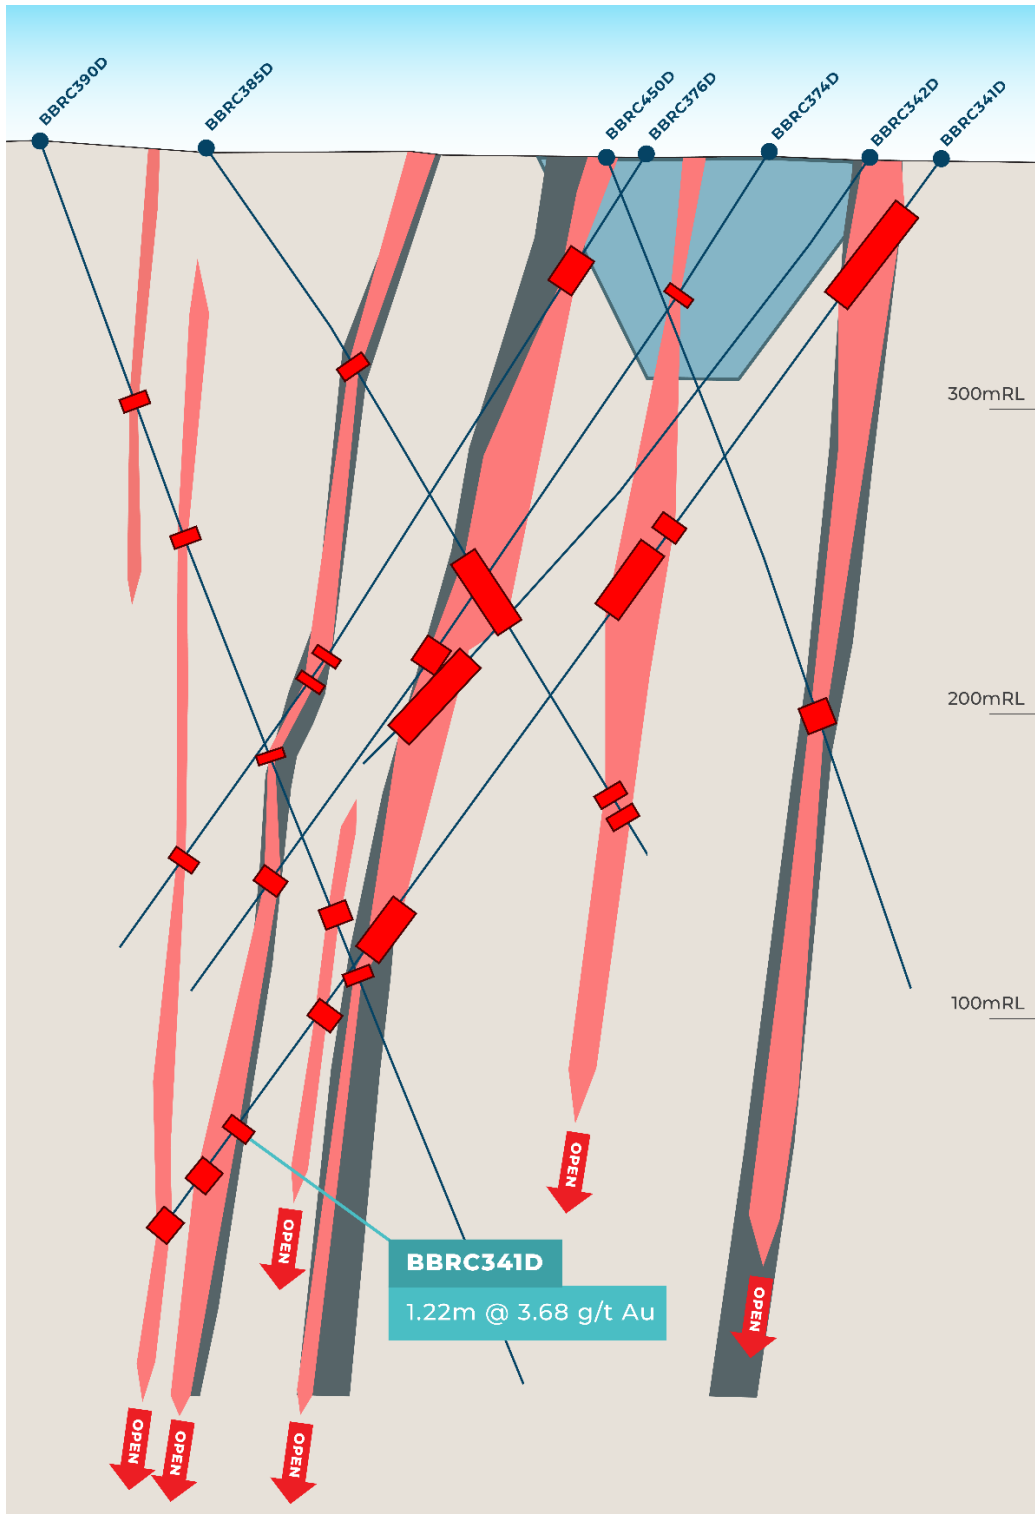 BBRC390D
BBRC385D
BBRC450D
BBRC376D
BBRC374D
BBRC342D
BBRC341D
300mRL
200mRL
100mRL
OPEN
OPEN
BBRC341D
1.22m @ 3.68 g/t Au
OPEN
OPEN
OPEN
OPEN